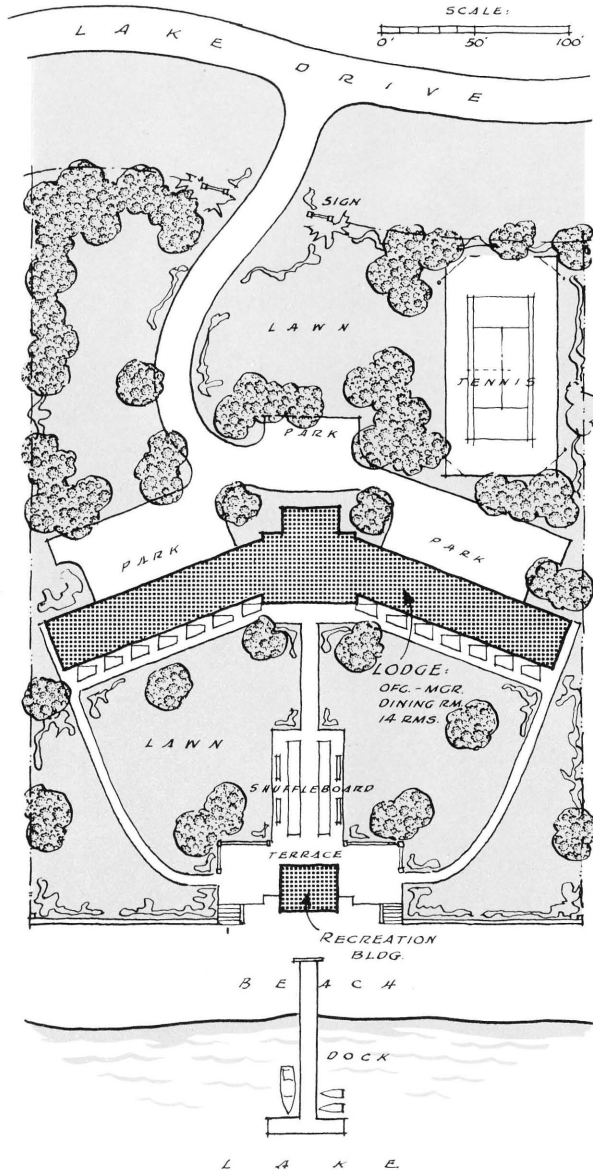 SCALE:
0' 50' 100'
LAKE DRIVE
SIGN
LAWN
TENNIS
PARK
PARK
PARK
LODGE:
OFC.-MGR.
DINING RM.
14 RMS.
LAWN
SHUFFLEBOARD
TERRACE
RECREATION
BLDG.
BEACH
DOCK
LAKE